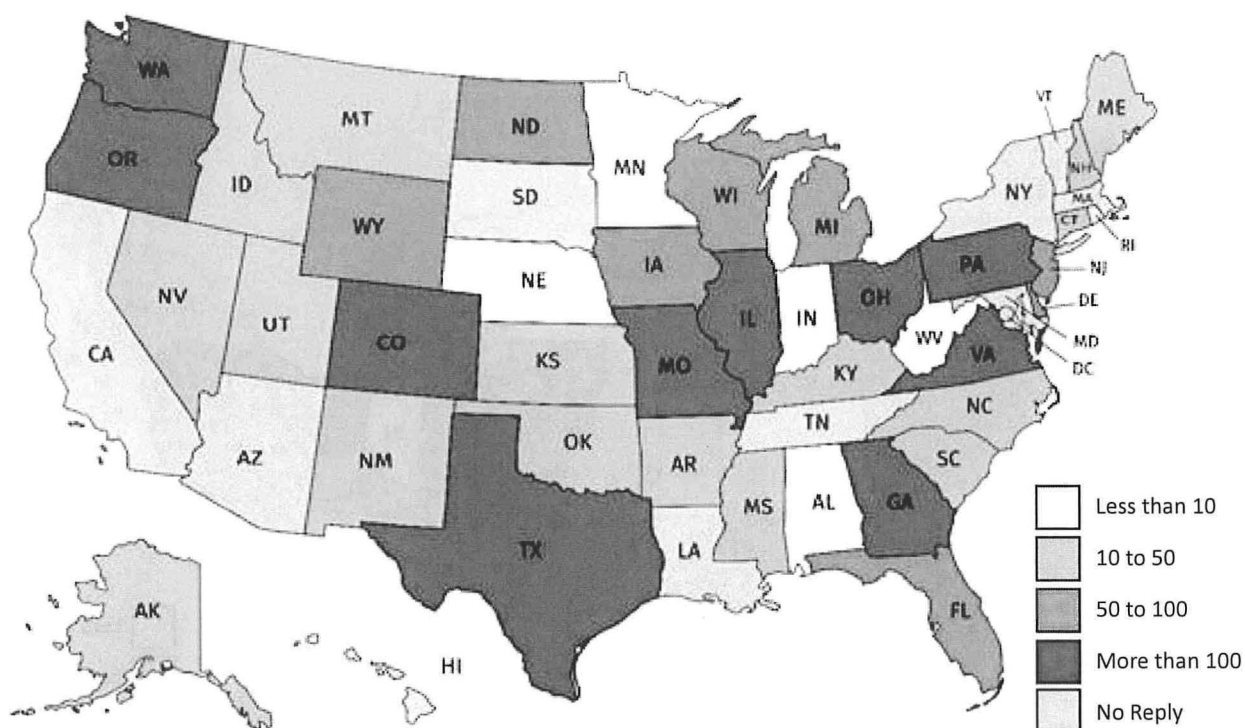 WA
MT
ND
MN
VT
ME
OR
ID
SD
WI
NY
NH
MA
WY
MI
CT
RI
IA
PA
NJ
NE
NV
UT
IL
IN
OH
DE
CA
CO
KS
MO
WV
MD
VA
DC
KY
NC
TN
AZ
NM
OK
AR
SC
MS
AL
GA
TX
LA
FL
AK
HI
Less than 10
10 to 50
50 to 100
More than 100
No Reply